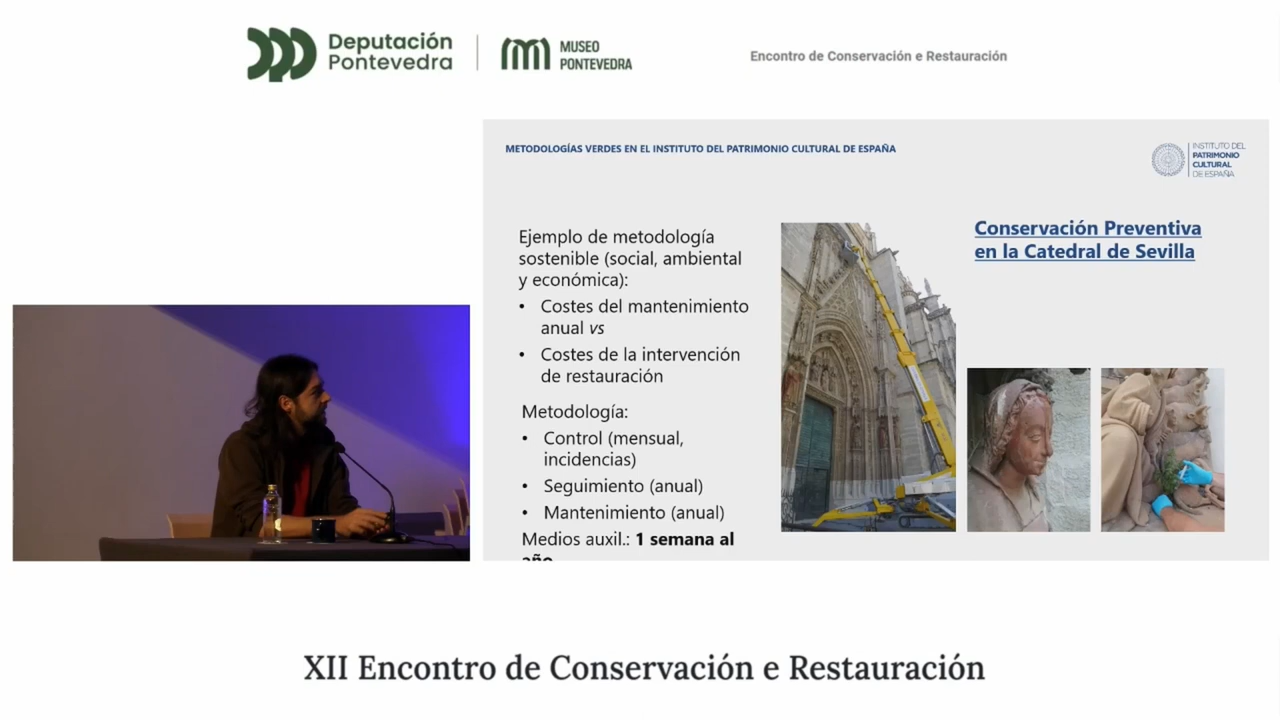 Deputación
Pontevedra
MUSEO
PONTEVEDRA
Encontro de Conservación e Restauración
METODOLOGÍAS VERDES EN EL INSTITUTO DEL PATRIMONIO CULTURAL DE ESPAÑA
INSTITUTO DEL
PATRIMONIO
CULTURAL
DE ESPAÑA
Ejemplo de metodología
sostenible (social, ambiental
y económica):
• Costes del mantenimiento
anual vs
• Costes de la intervención
de restauración
Metodología:
• Control (mensual,
incidencias)
• Seguimiento (anual)
• Mantenimiento (anual)
Medios auxil.: 1 semana al
año
Conservación Preventiva
en la Catedral de Sevilla
XII Encontro de Conservación e Restauración